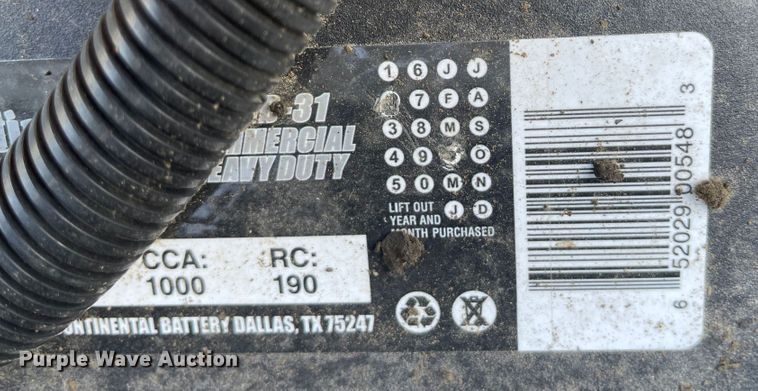 1 6 J J
7 F A
-31
3 8 M S
COMMERCIAL
4 9 O
HEAVY DUTY
5 0 M N
LIFT OUT J D
YEAR AND
MONTH PURCHASED
CCA: RC:
1000 190
CONTINENTAL BATTERY DALLAS, TX 75247
6 52029 00548 3
Purple Wave Auction